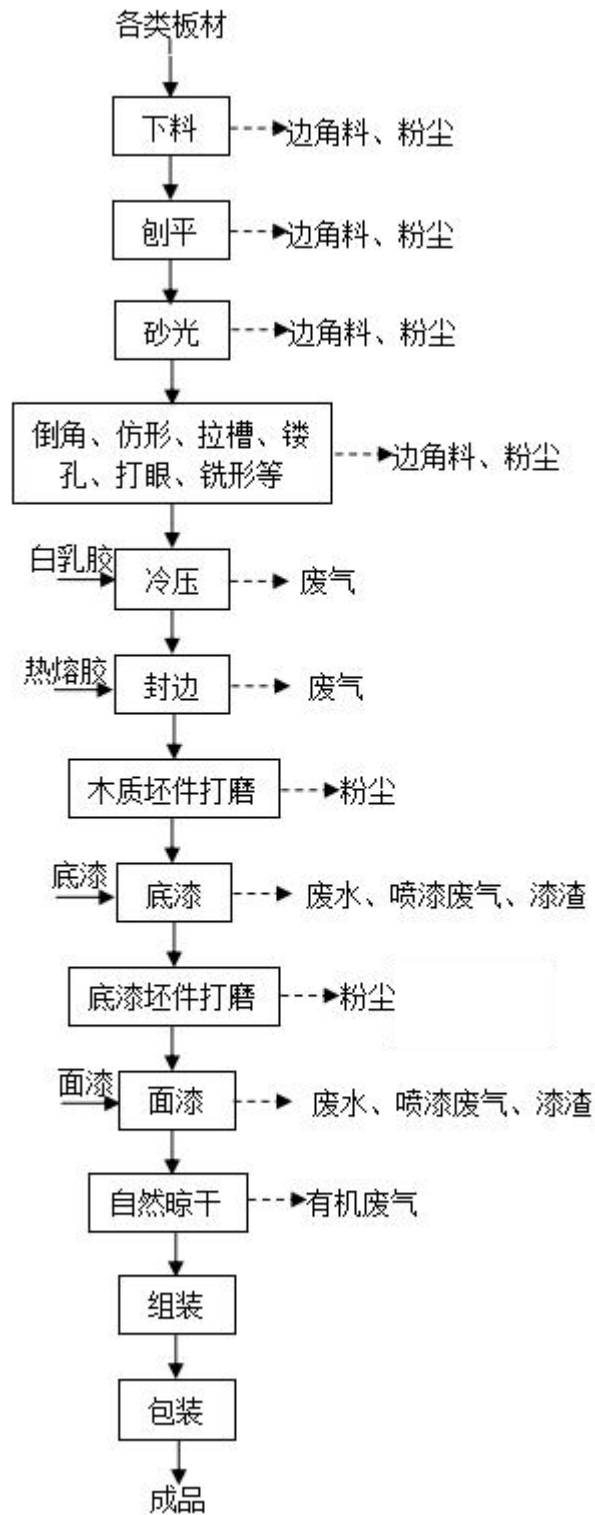 各类板材
下料
边角料、粉尘
刨平
边角料、粉尘
砂光
边角料、粉尘
倒角、仿形、拉槽、镂
孔、打眼、铣形等
边角料、粉尘
白乳胶
冷压
废气
热熔胶
封边
废气
木质坯件打磨
粉尘
底漆
底漆
废水、喷漆废气、漆渣
底漆坯件打磨
粉尘
面漆
面漆
废水、喷漆废气、漆渣
自然晾干
有机废气
组装
包装
成品